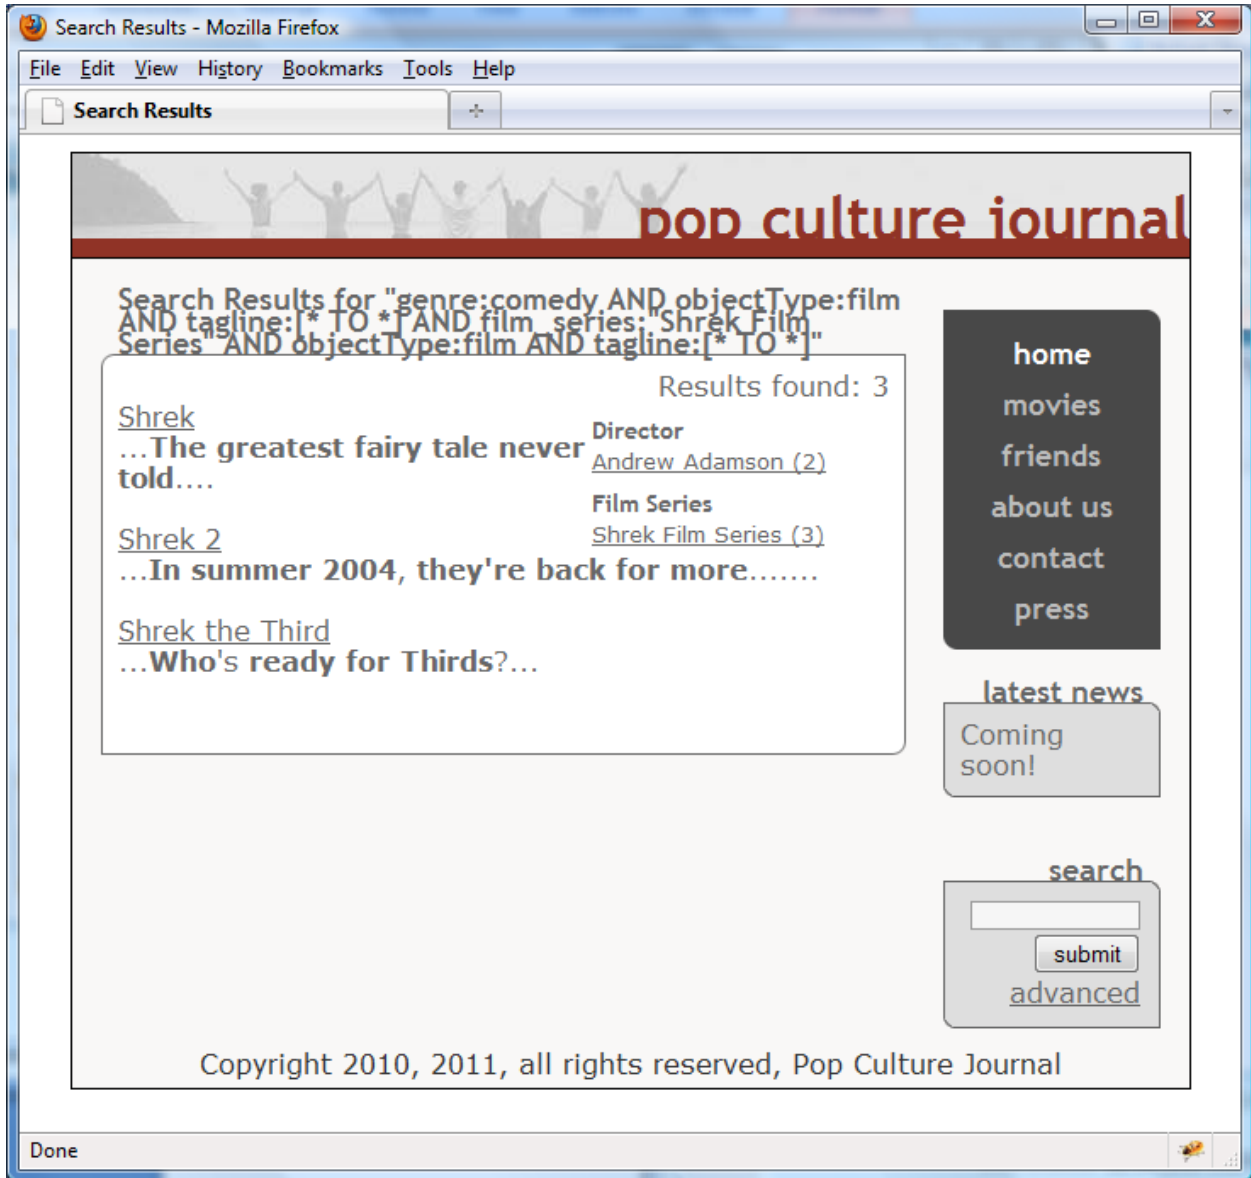 Search Results - Mozilla Firefox
File Edit View History Bookmarks Tools Help
Search Results
pop culture journal
Search Results for "genre:comedy AND objectType:film
AND tagline:[* TO *] AND film_series:"Shrek Film
Series" AND objectType:film AND tagline:[* TO *]"
Results found: 3
Shrek
...The greatest fairy tale never
told....
Shrek 2
...In summer 2004, they're back for more.......
Shrek the Third
...Who's ready for Thirds?...
Director
Andrew Adamson (2)
Film Series
Shrek Film Series (3)
home
movies
friends
about us
contact
press
latest news
Coming
soon!
search
submit
advanced
Copyright 2010, 2011, all rights reserved, Pop Culture Journal
Done